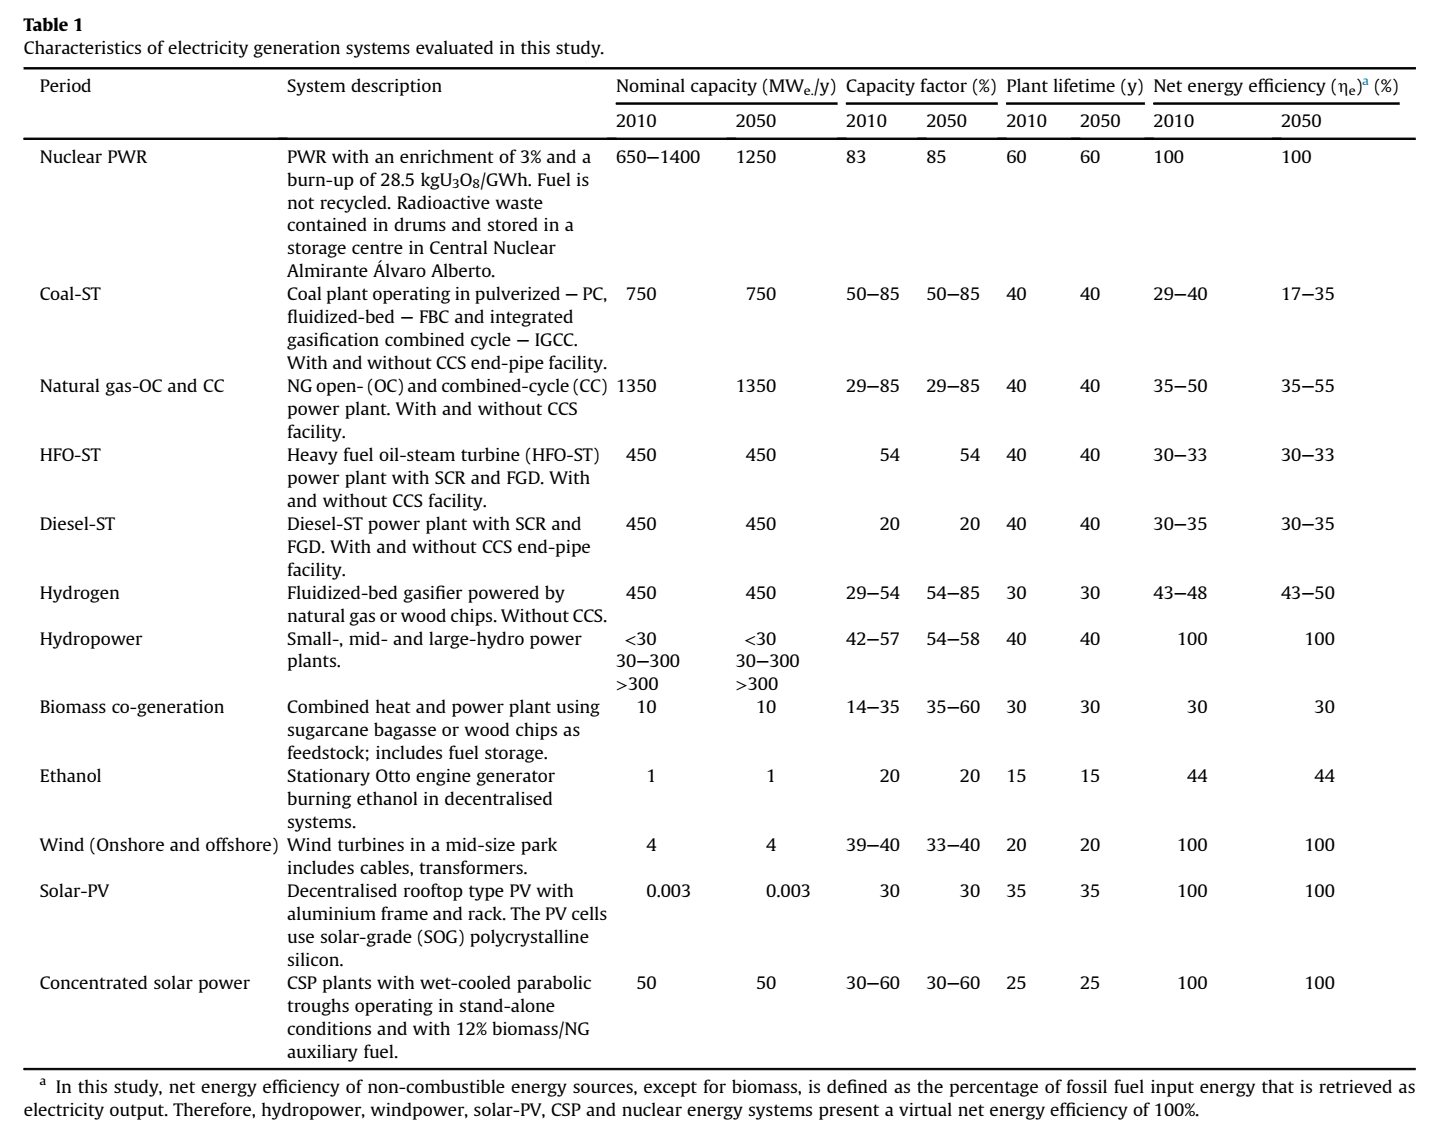 Table 1
Characteristics of electricity generation systems evaluated in this study.
Period System description Nominal capacity (MWe./y) Capacity factor (%) Plant lifetime (y) Net energy efficiency (ηe)a (%)
2010 2050 2010 2050 2010 2050 2010 2050
Nuclear PWR PWR with an enrichment of 3% and a 650–1400 1250 83 85 60 60 100 100
burn-up of 28.5 kgU3O8/GWh. Fuel is
not recycled. Radioactive waste
contained in drums and stored in a
storage centre in Central Nuclear
Almirante Álvaro Alberto.
Coal-ST Coal plant operating in pulverized – PC, 750 750 50–85 50–85 40 40 29–40 17–35
fluidized-bed – FBC and integrated
gasification combined cycle – IGCC.
With and without CCS end-pipe facility.
Natural gas-OC and CC NG open- (OC) and combined-cycle (CC) 1350 1350 29–85 29–85 40 40 35–50 35–55
power plant. With and without CCS
facility.
HFO-ST Heavy fuel oil-steam turbine (HFO-ST) 450 450 54 54 40 40 30–33 30–33
power plant with SCR and FGD. With
and without CCS facility.
Diesel-ST Diesel-ST power plant with SCR and 450 450 20 20 40 40 30–35 30–35
FGD. With and without CCS end-pipe
facility.
Hydrogen Fluidized-bed gasifier powered by 450 450 29–54 54–85 30 30 43–48 43–50
natural gas or wood chips. Without CCS.
Hydropower Small-, mid- and large-hydro power <30 <30 42–57 54–58 40 40 100 100
plants. 30–300 30–300
>300 >300
Biomass co-generation Combined heat and power plant using 10 10 14–35 35–60 30 30 30 30
sugarcane bagasse or wood chips as
feedstock; includes fuel storage.
Ethanol Stationary Otto engine generator 1 1 20 20 15 15 44 44
burning ethanol in decentralised
systems.
Wind (Onshore and offshore) Wind turbines in a mid-size park 4 4 39–40 33–40 20 20 100 100
includes cables, transformers.
Solar-PV Decentralised rooftop type PV with 0.003 0.003 30 30 35 35 100 100
aluminium frame and rack. The PV cells
use solar-grade (SOG) polycrystalline
silicon.
Concentrated solar power CSP plants with wet-cooled parabolic 50 50 30–60 30–60 25 25 100 100
troughs operating in stand-alone
conditions and with 12% biomass/NG
auxiliary fuel.
a In this study, net energy efficiency of non-combustible energy sources, except for biomass, is defined as the percentage of fossil fuel input energy that is retrieved as
electricity output. Therefore, hydropower, windpower, solar-PV, CSP and nuclear energy systems present a virtual net energy efficiency of 100%.